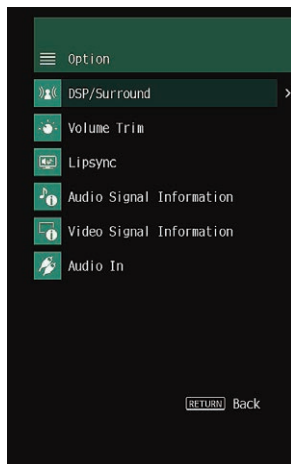 Option
DSP/Surround
Volume Trim
Lipsync
Audio Signal Information
Video Signal Information
Audio In
RETURN Back